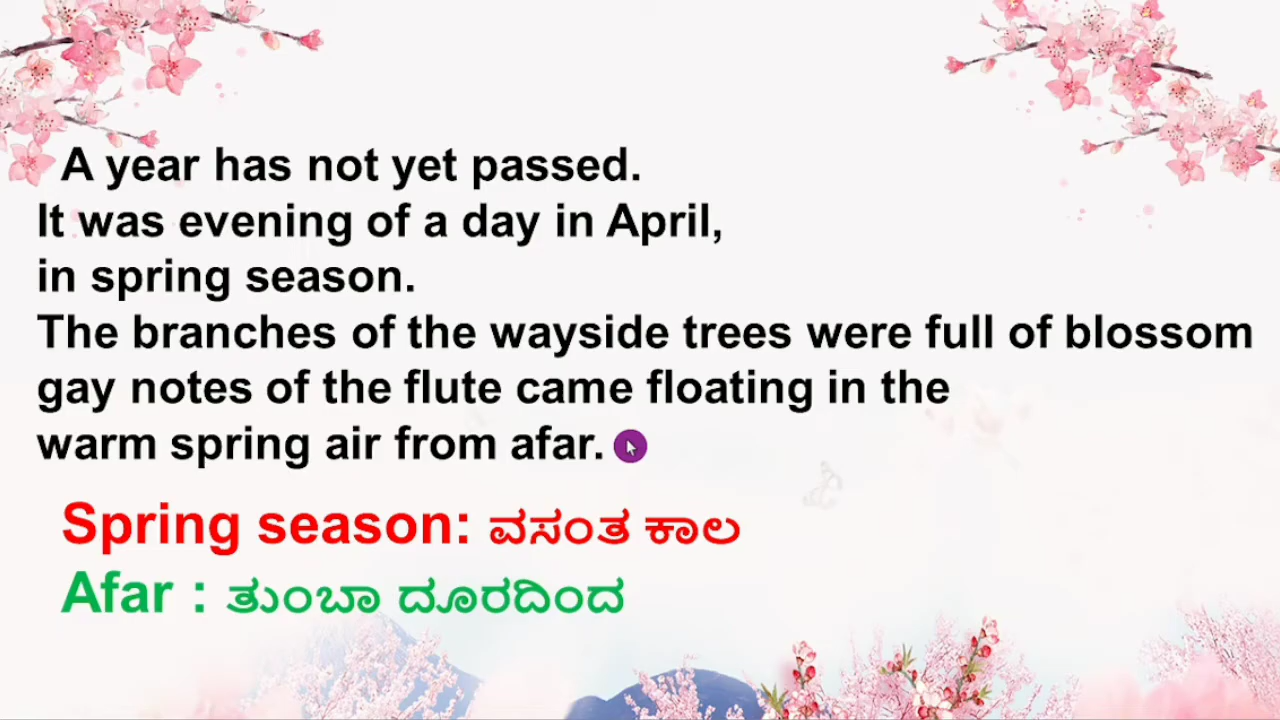 A year has not yet passed.
It was evening of a day in April,
in spring season.
The branches of the wayside trees were full of blossom
gay notes of the flute came floating in the
warm spring air from afar.
Spring season: ವಸಂತ ಕಾಲ
Afar : ತುಂಬಾ ದೂರದಿಂದ